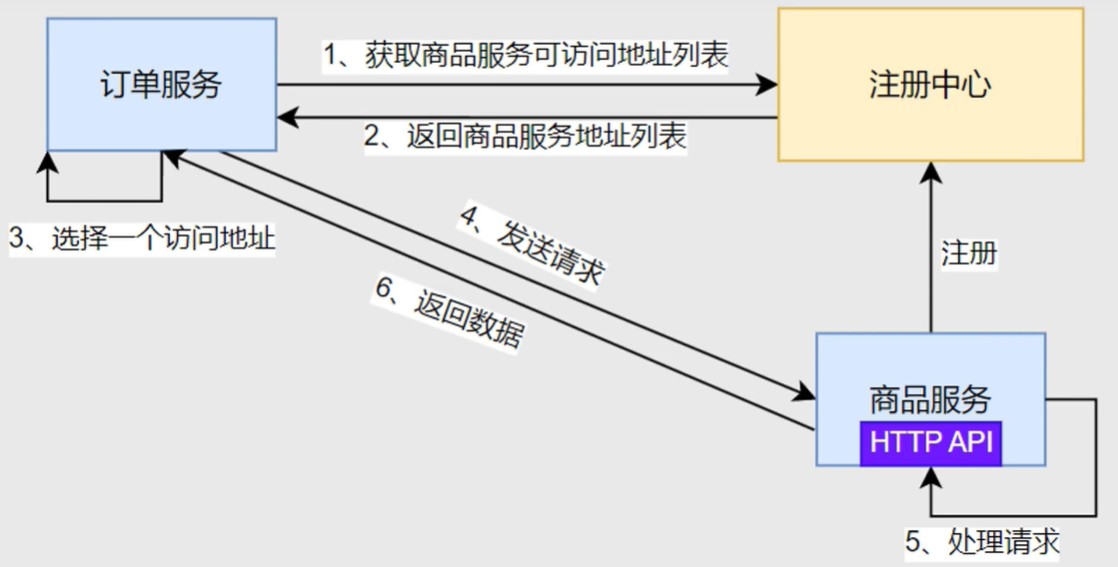 订单服务
1、获取商品服务可访问地址列表
注册中心
2、返回商品服务地址列表
3、选择一个访问地址
4、发送请求
6、返回数据
注册
商品服务
HTTP API
5、处理请求